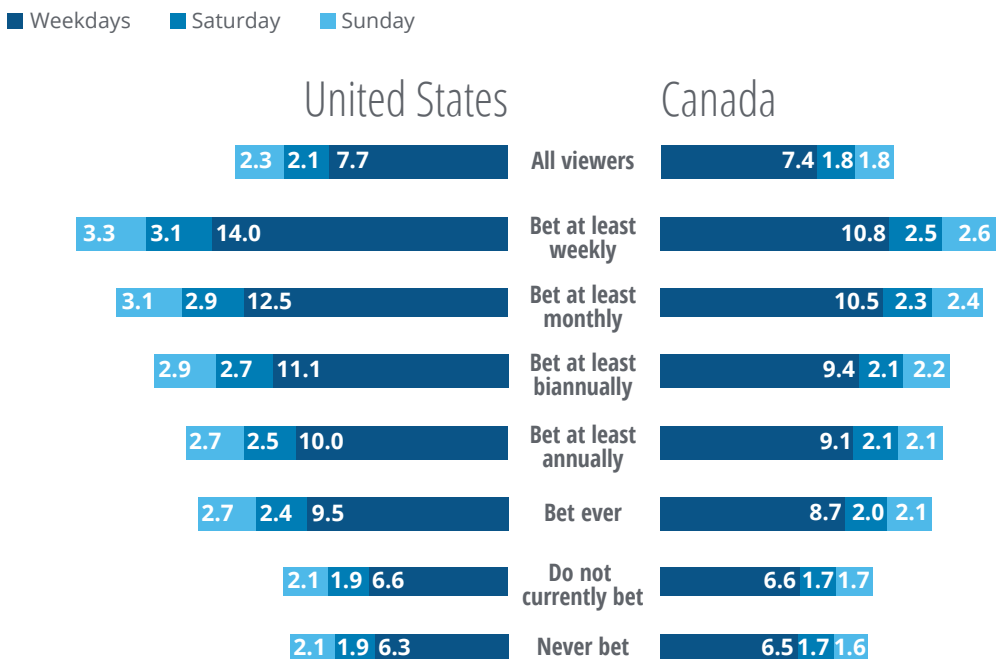 Weekdays Saturday Sunday
United States Canada
2.3 2.1 7.7 All viewers 7.4 1.8 1.8
3.3 3.1 14.0 Bet at least
weekly 10.8 2.5 2.6
3.1 2.9 12.5 Bet at least
monthly 10.5 2.3 2.4
2.9 2.7 11.1 Bet at least
biannually 9.4 2.1 2.2
2.7 2.5 10.0 Bet at least
annually 9.1 2.1 2.1
2.7 2.4 9.5 Bet ever 8.7 2.0 2.1
2.1 1.9 6.6 Do not
currently bet 6.6 1.7 1.7
2.1 1.9 6.3 Never bet 6.5 1.7 1.6